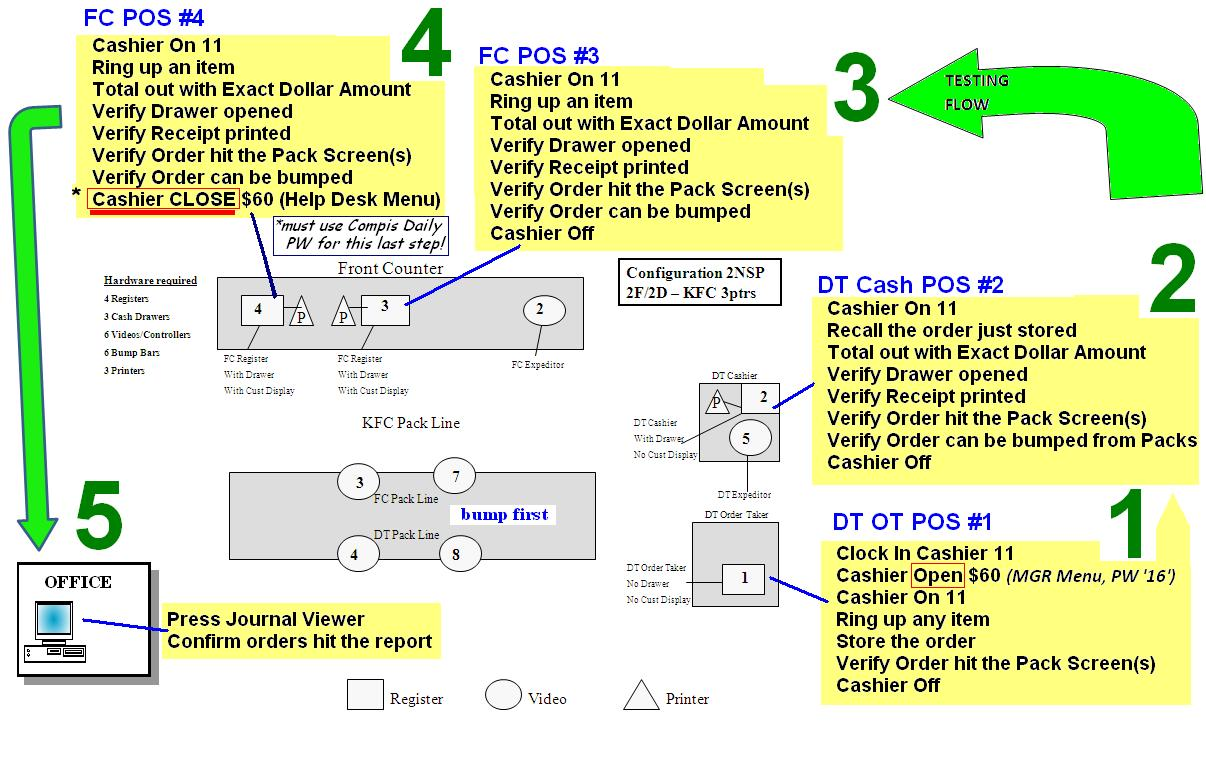 FC POS #4
Cashier On 11
Ring up an item
Total out with Exact Dollar Amount
Verify Drawer opened
Verify Receipt printed
Verify Order hit the Pack Screen(s)
Verify Order can be bumped
* Cashier CLOSE $60 (Help Desk Menu)
*must use Compis Daily
PW for this last step!
4
FC POS #3
Cashier On 11
Ring up an item
Total out with Exact Dollar Amount
Verify Drawer opened
Verify Receipt printed
Verify Order hit the Pack Screen(s)
Verify Order can be bumped
Cashier Off
3
TESTING
FLOW
Front Counter
Hardware required
4 Registers
3 Cash Drawers
6 Videos/Controllers
6 Bump Bars
3 Printers
4
P
P
3
2
FC Register
With Drawer
With Cust Display
FC Register
With Drawer
With Cust Display
FC Expeditor
Configuration 2NSP
2F/2D – KFC 3ptrs
2
DT Cash POS #2
Cashier On 11
Recall the order just stored
Total out with Exact Dollar Amount
Verify Drawer opened
Verify Receipt printed
Verify Order hit the Pack Screen(s)
Verify Order can be bumped from Packs
Cashier Off
DT Cashier
P
2
5
DT Cashier
With Drawer
No Cust Display
DT Expeditor
KFC Pack Line
3
7
FC Pack Line
bump first
DT Pack Line
4
8
DT Order Taker
1
DT Order Taker
No Drawer
No Cust Display
1
DT OT POS #1
Clock In Cashier 11
Cashier Open $60 (MGR Menu, PW '16')
Cashier On 11
Ring up any item
Store the order
Verify Order hit the Pack Screen(s)
Cashier Off
5
OFFICE
Press Journal Viewer
Confirm orders hit the report
Register
Video
Printer